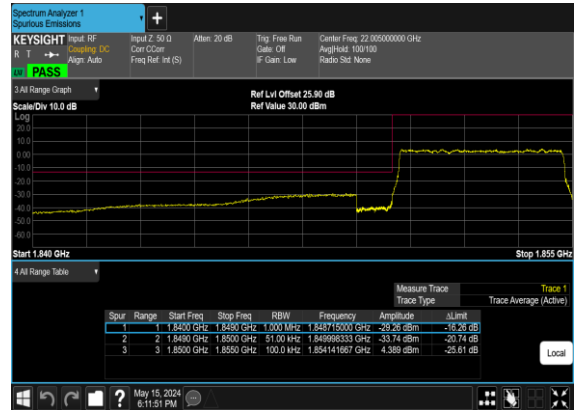 Spectrum Analyzer 1
Spurious Emissions
+
KEYSIGHT Input: RF Input Z: 50 Ω Atten: 20 dB Trig: Free Run Center Freq: 22.005000000 GHz
R T Coupling: DC Corr CCorr Gate: Off Avg|Hold: 100/100
Align: Auto Freq Ref: Int (S) IF Gain: Low Radio Std: None
PASS
3 All Range Graph
Ref Lvl Offset 25.90 dB
Scale/Div 10.0 dB Ref Value 30.00 dBm
Log
20.0
10.0
0.00
-10.0
-20.0
-30.0
-40.0
-50.0
-60.0
Start 1.840 GHz Stop 1.855 GHz
4 All Range Table
Measure Trace Trace 1
Trace Type Trace Average (Active)
Spur Range Start Freq Stop Freq RBW Frequency Amplitude ΔLimit
1 1 1.8400 GHz 1.8490 GHz 1.000 MHz 1.848715000 GHz -29.26 dBm -16.26 dB
2 2 1.8490 GHz 1.8500 GHz 51.00 kHz 1.849998333 GHz -33.74 dBm -20.74 dB
3 3 1.8500 GHz 1.8550 GHz 100.0 kHz 1.854141667 GHz 4.389 dBm -25.61 dB
Local
? May 15, 2024
6:11:51 PM